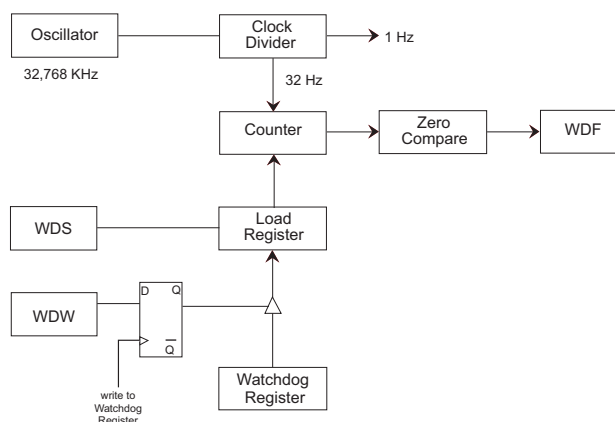 Oscillator
Clock
Divider
1 Hz
32,768 KHz
32 Hz
Counter
Zero
Compare
WDF
WDS
Load
Register
WDW
D
Q
Q
write to
Watchdog
Register
Watchdog
Register